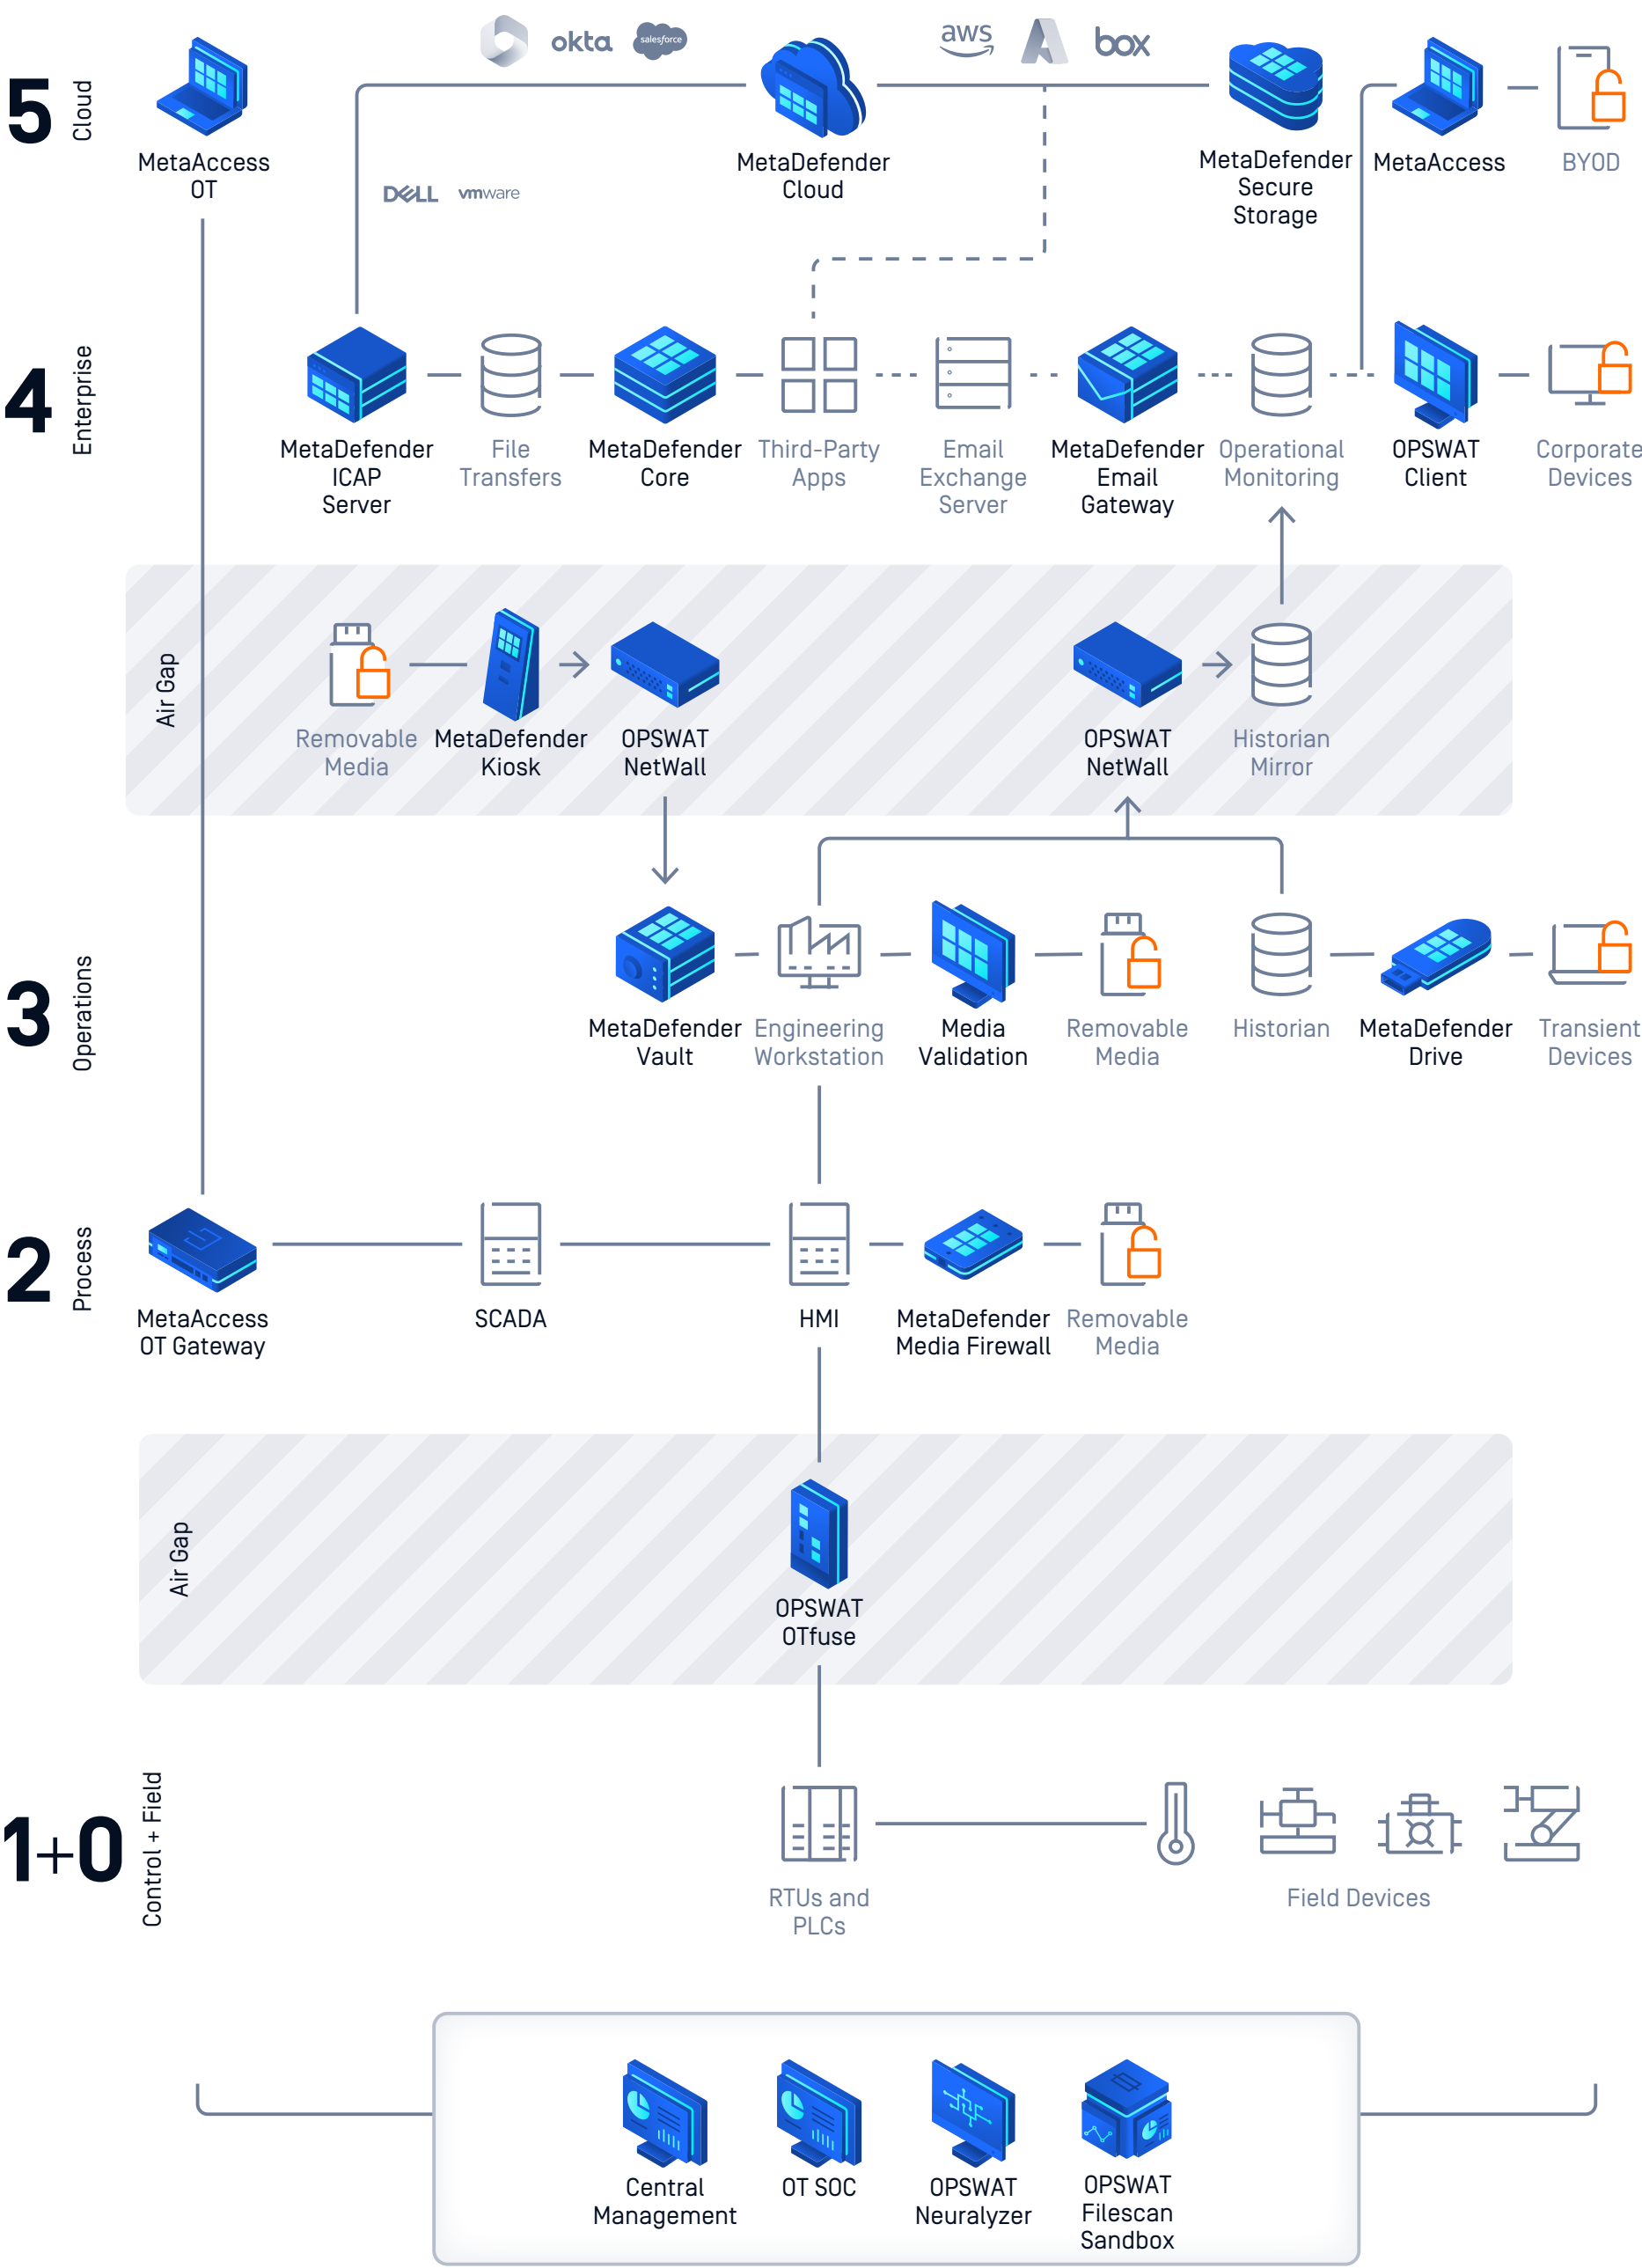 okta
salesforce
aws
box
5
Cloud
MetaAccess
OT
MetaDefender
Cloud
MetaDefender
Secure
Storage
MetaAccess
BYOD
DELL
vmware
4
Enterprise
MetaDefender
ICAP
Server
File
Transfers
MetaDefender
Core
Third-Party
Apps
Email
Exchange
Server
MetaDefender
Email
Gateway
Operational
Monitoring
OPSWAT
Client
Corporate
Devices
Air Gap
Removable
Media
MetaDefender
Kiosk
OPSWAT
NetWall
OPSWAT
NetWall
Historian
Mirror
3
Operations
MetaDefender
Vault
Engineering
Workstation
Media
Validation
Removable
Media
Historian
MetaDefender
Drive
Transient
Devices
2
Process
MetaAccess
OT Gateway
SCADA
HMI
MetaDefender
Media Firewall
Removable
Media
Air Gap
OPSWAT
OTfuse
1+0
Control + Field
RTUs and
PLCs
Field Devices
Central
Management
OT SOC
OPSWAT
Neuralyzer
OPSWAT
Filescan
Sandbox